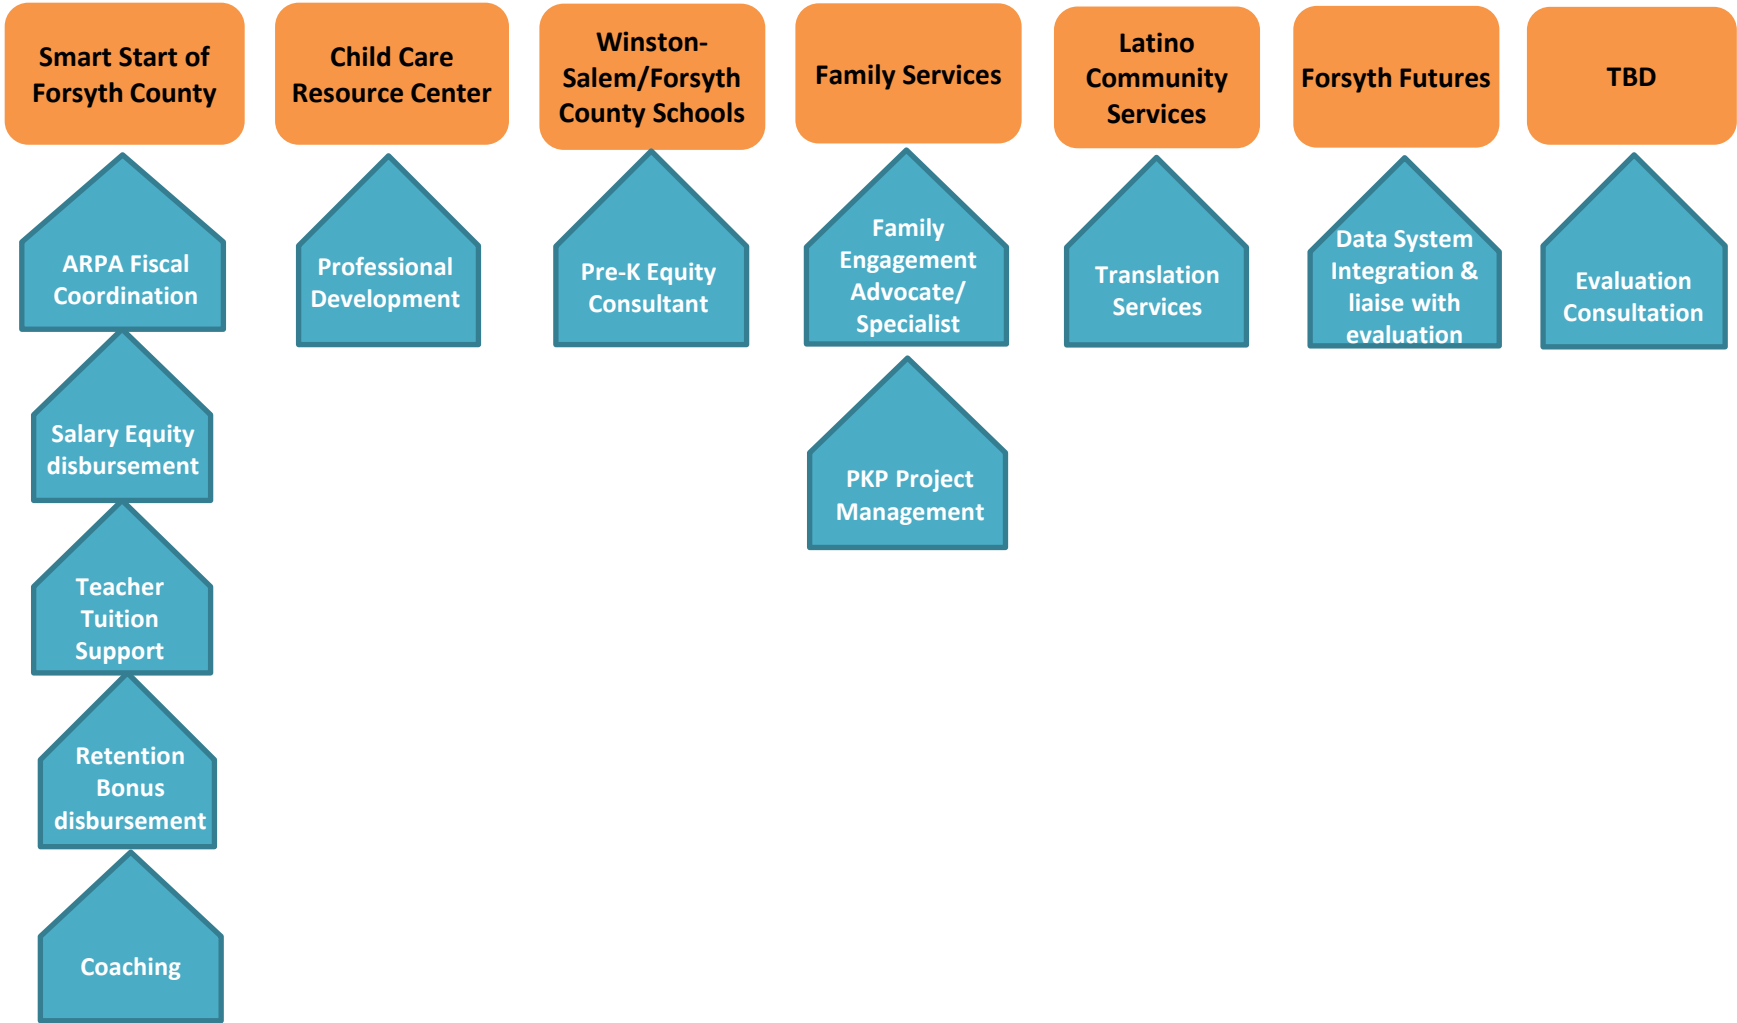 Smart Start of
Forsyth County
Child Care
Resource Center
Winston-
Salem/Forsyth
County Schools
Family Services
Latino
Community
Services
Forsyth Futures
TBD
ARPA Fiscal
Coordination
Professional
Development
Pre-K Equity
Consultant
Family
Engagement
Advocate/
Specialist
Translation
Services
Data System
Integration &
liaise with
evaluation
Evaluation
Consultation
Salary Equity
disbursement
PKP Project
Management
Teacher
Tuition
Support
Retention
Bonus
disbursement
Coaching